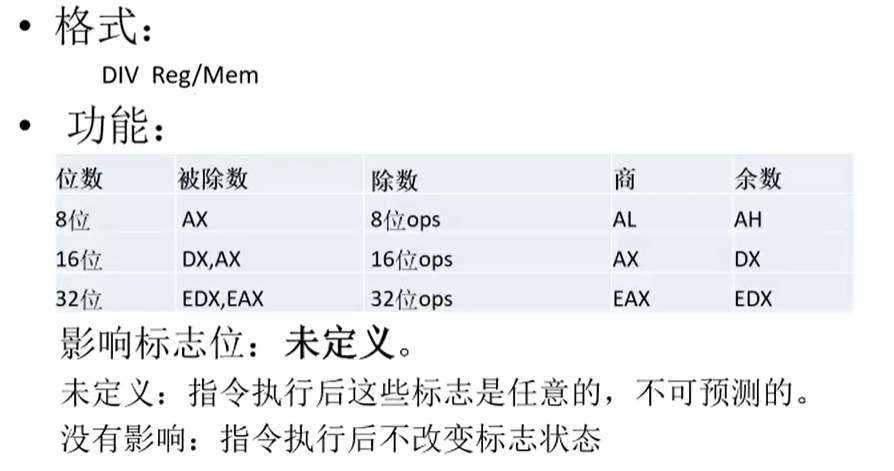 • 格式：
DIV Reg/Mem
• 功能：
位数 被除数 除数 商 余数
8位 AX 8位ops AL AH
16位 DX,AX 16位ops AX DX
32位 EDX,EAX 32位ops EAX EDX
影响标志位：未定义。
未定义：指令执行后这些标志是任意的，不可预测的。
没有影响：指令执行后不改变标志状态